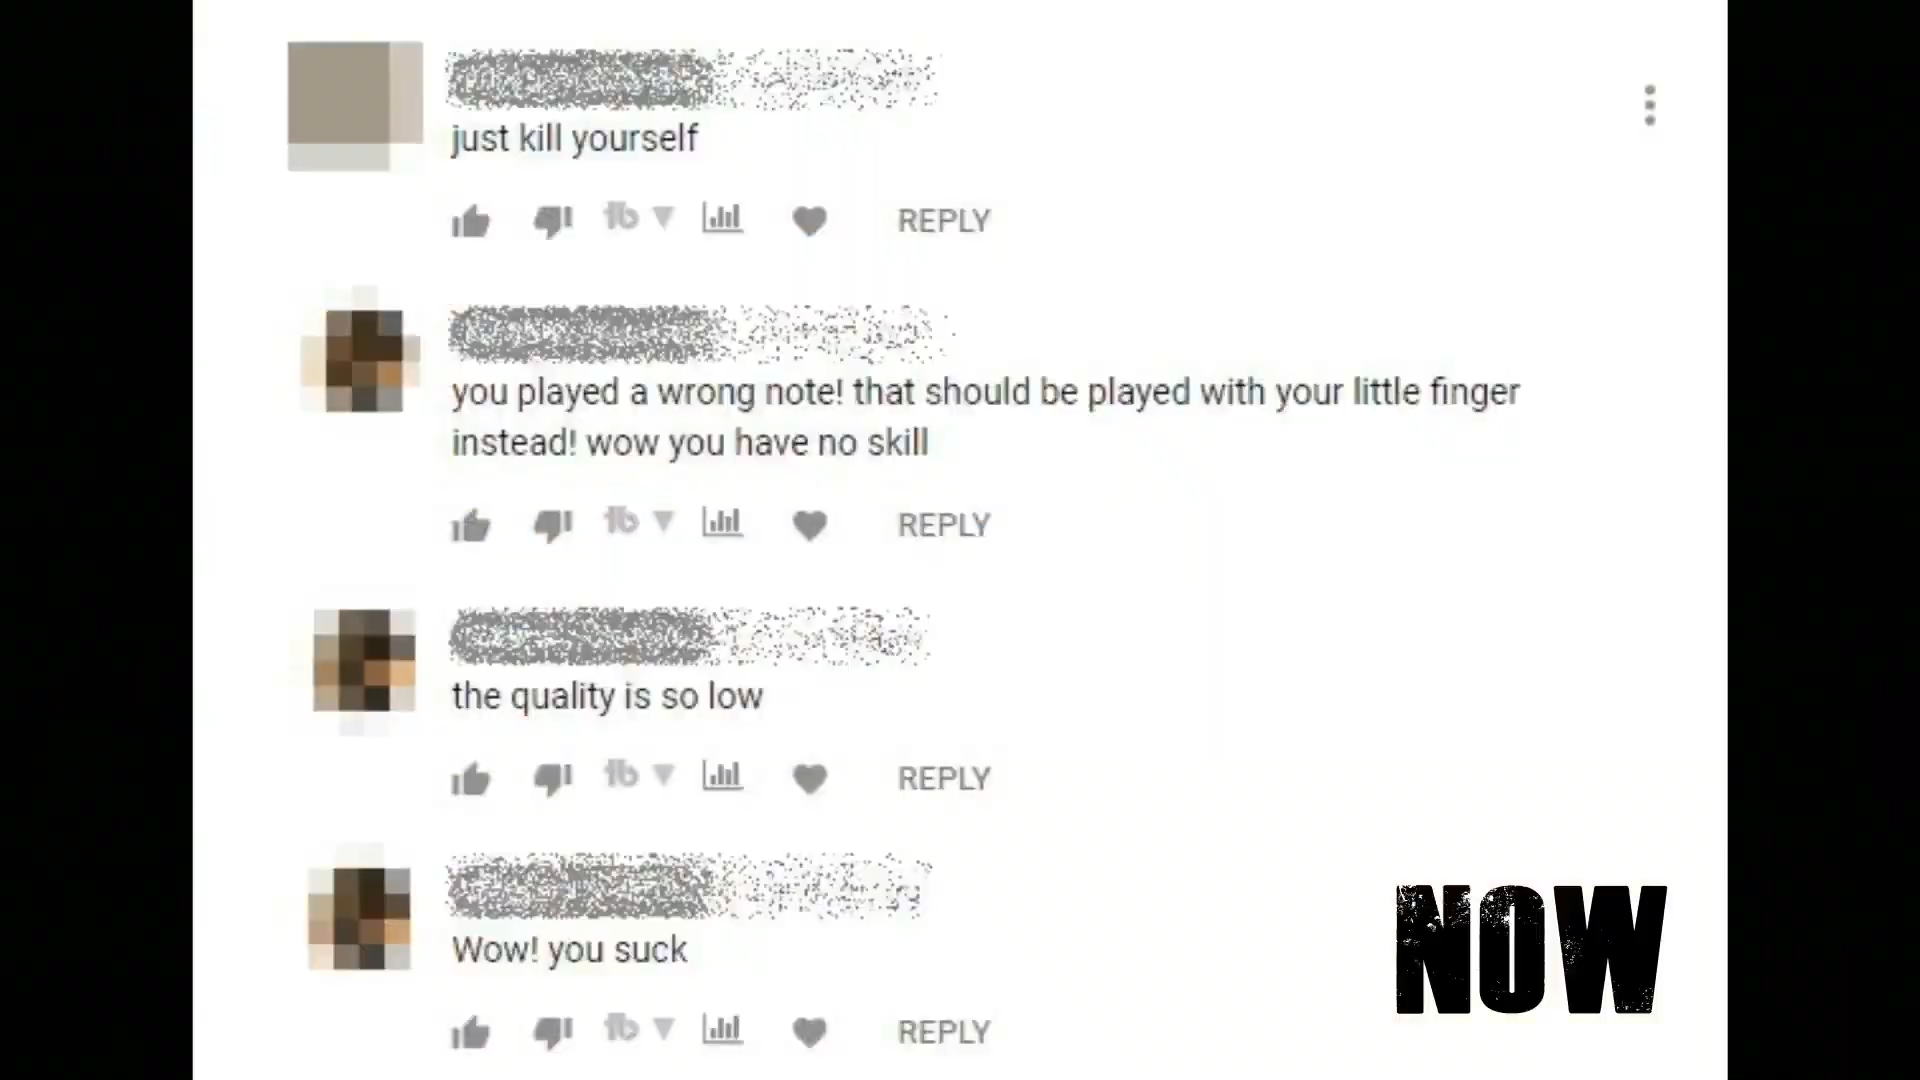 just kill yourself
REPLY
you played a wrong note! that should be played with your little finger
instead! wow you have no skill
REPLY
the quality is so low
REPLY
Wow! you suck
REPLY
NOW